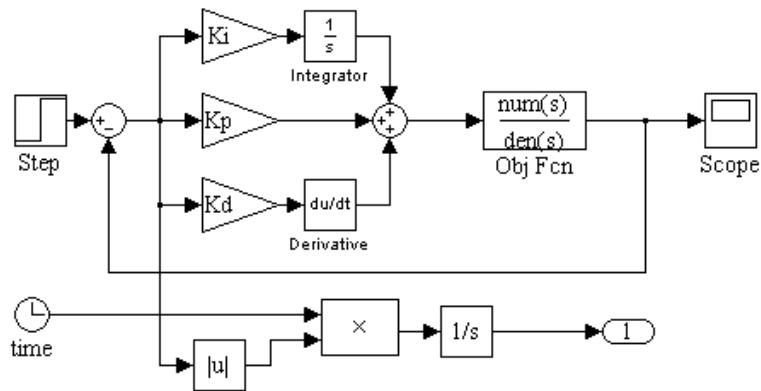 Ki
1
s
Integrator
+
−
Step
Kp
+
+
+
num(s)
den(s)
Obj Fcn
Scope
Kd
du/dt
Derivative
time
×
1/s
1
|u|